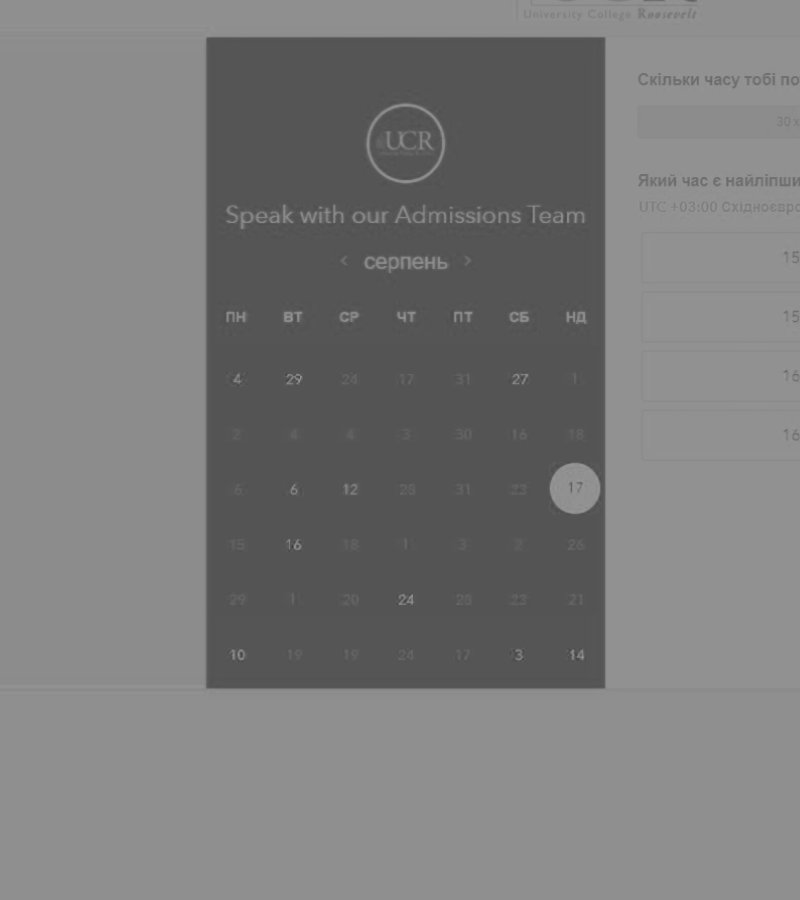 University College Roosevelt
UCR
Speak with our Admissions Team
‹ серпень ›
ПН ВТ СР ЧТ ПТ СБ НД
4 29 24 17 31 27 1
2 4 4 3 30 16 18
6 6 12 28 31 23 17
15 16 18 1 3 2 26
29 1 20 24 28 23 21
10 19 19 24 17 3 14
Скільки часу тобі по
30 х
Який час є найліпши
UTC +03:00 Східноєвро
15
15
16
16